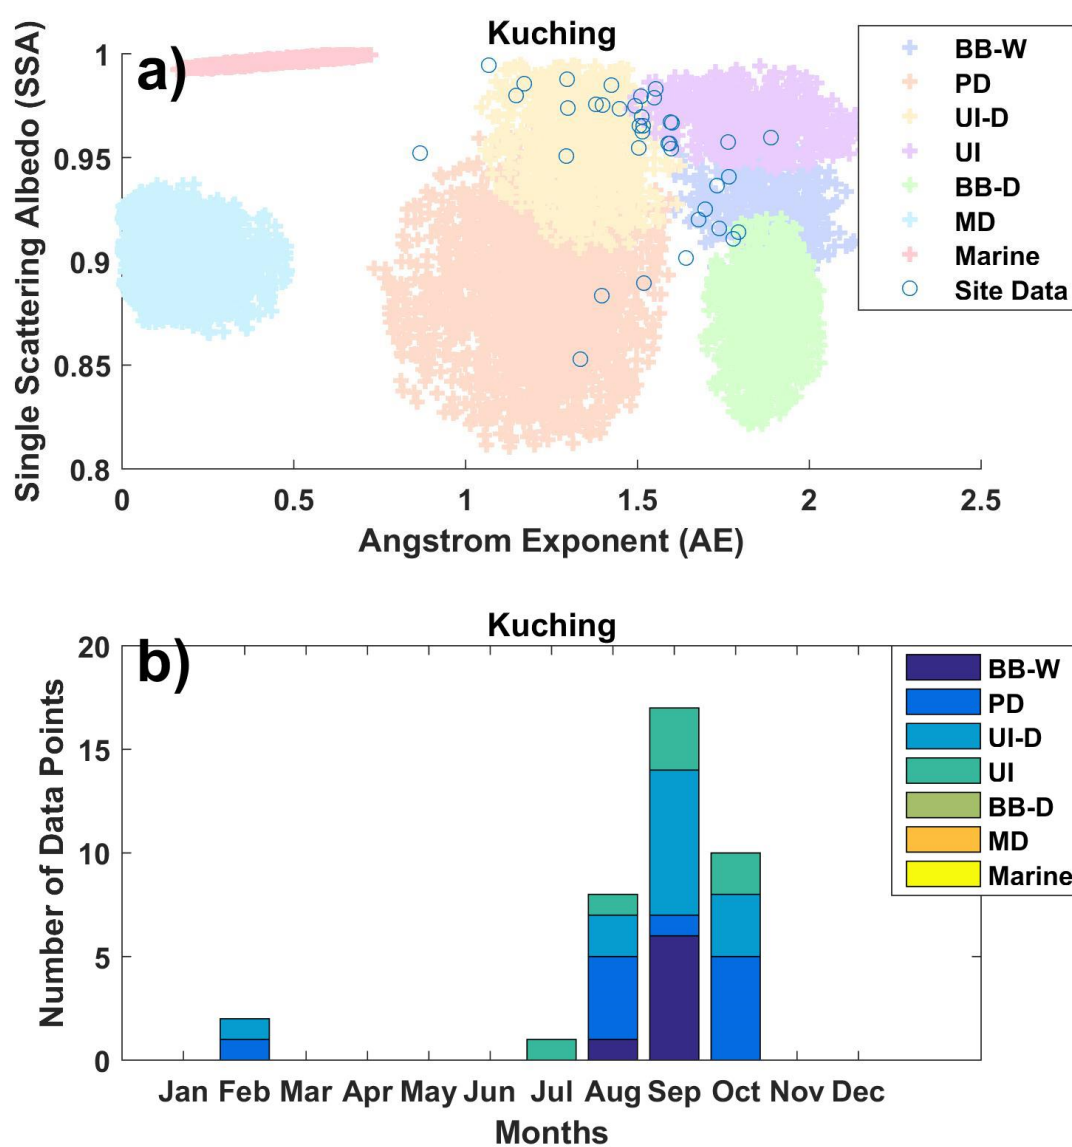 Kuching
a)
Single Scattering Albedo (SSA)
1
0.95
0.9
0.85
0.8
0 0.5 1 1.5 2 2.5
Angstrom Exponent (AE)
BB-W
PD
UI-D
UI
BB-D
MD
Marine
Site Data
Kuching
b)
Number of Data Points
20
15
10
5
0
Jan Feb Mar Apr May Jun Jul Aug Sep Oct Nov Dec
Months
BB-W
PD
UI-D
UI
BB-D
MD
Marine